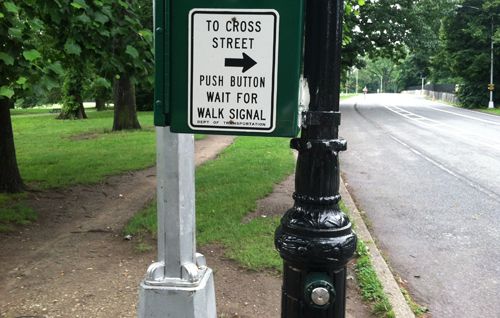 TO CROSS
STREET
PUSH BUTTON
WAIT FOR
WALK SIGNAL
DEPT OF TRANSPORTATION